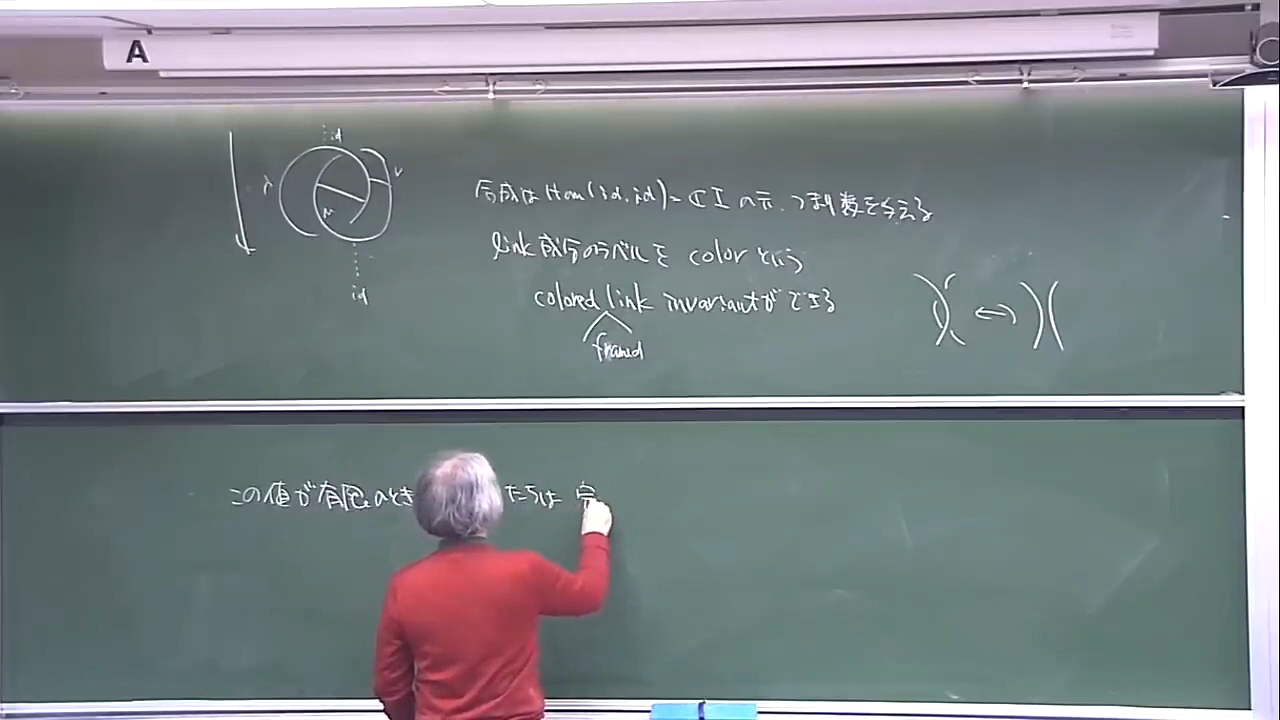 A
id
λ
μ
ν
id
合成は Hom(id, id) = ℂ I の元、つまり数を与える
link 成分のラベルを color という
colored link invariant ができる
framed
↔
この値が有限のとき たちは